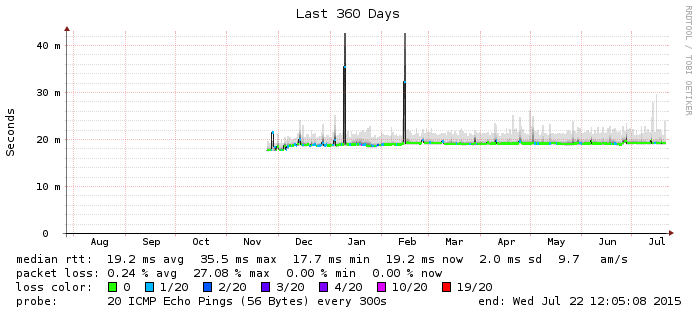 Last 360 Days
RRDTOOL / TOBI OETIKER
Seconds
40 m
30 m
20 m
10 m
0
Aug Sep Oct Nov Dec Jan Feb Mar Apr May Jun Jul
median rtt: 19.2 ms avg 35.5 ms max 17.7 ms min 19.2 ms now 2.0 ms sd 9.7 am/s
packet loss: 0.24 % avg 27.08 % max 0.00 % min 0.00 % now
loss color: 0 1/20 2/20 3/20 4/20 10/20 19/20
probe: 20 ICMP Echo Pings (56 Bytes) every 300s end: Wed Jul 22 12:05:08 2015